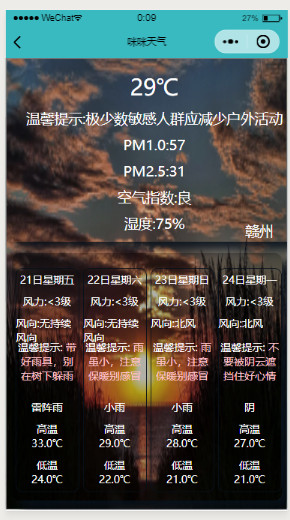 WeChat 0:09 27%
咪咪天气
29℃
温馨提示:极少数敏感人群应减少户外活动
PM1.0:57
PM2.5:31
空气指数:良
湿度:75%
赣州
21日星期五 22日星期六 23日星期日 24日星期一
风力:<3级 风力:<3级 风力:<3级 风力:<3级
风向:无持续 风向:无持续 风向:北风 风向:北风
风向 风向
温馨提示: 带 温馨提示: 雨 温馨提示: 雨 温馨提示: 不
好雨具，别 虽小，注意 虽小，注意 要被阴云遮
在树下躲雨 保暖别感冒 保暖别感冒 挡住好心情
雷阵雨 小雨 小雨 阴
高温 高温 高温 高温
33.0℃ 29.0℃ 28.0℃ 27.0℃
低温 低温 低温 低温
24.0℃ 22.0℃ 21.0℃ 21.0℃